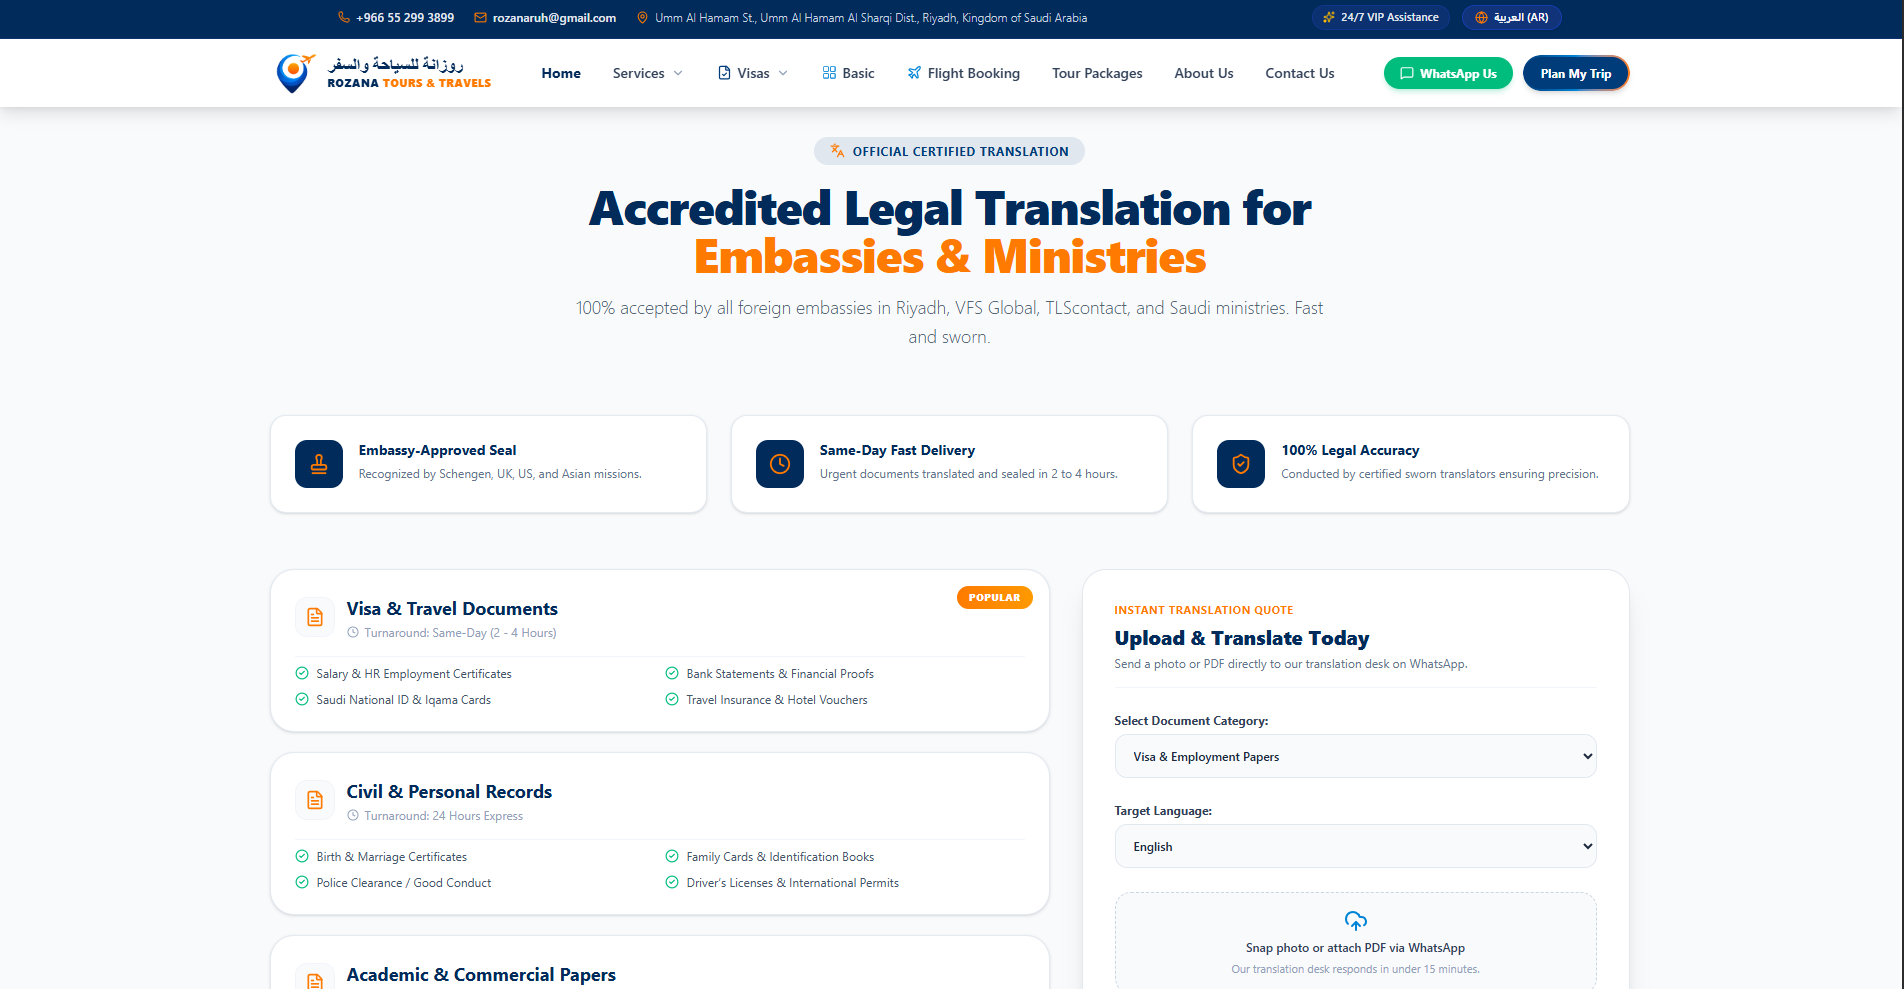 +966 55 299 3899
rozanaruh@gmail.com
Umm Al Hamam St., Umm Al Hamam Al Sharqi Dist., Riyadh, Kingdom of Saudi Arabia
24/7 VIP Assistance
العربية (AR)
روزانة للسياحة والسفر
ROZANA TOURS & TRAVELS
Home
Services
Visas
Basic
Flight Booking
Tour Packages
About Us
Contact Us
WhatsApp Us
Plan My Trip
OFFICIAL CERTIFIED TRANSLATION
Accredited Legal Translation for
Embassies & Ministries
100% accepted by all foreign embassies in Riyadh, VFS Global, TLScontact, and Saudi ministries. Fast
and sworn.
Embassy-Approved Seal
Recognized by Schengen, UK, US, and Asian missions.
Same-Day Fast Delivery
Urgent documents translated and sealed in 2 to 4 hours.
100% Legal Accuracy
Conducted by certified sworn translators ensuring precision.
Visa & Travel Documents
POPULAR
Turnaround: Same-Day (2 - 4 Hours)
Salary & HR Employment Certificates
Bank Statements & Financial Proofs
Saudi National ID & Iqama Cards
Travel Insurance & Hotel Vouchers
Civil & Personal Records
Turnaround: 24 Hours Express
Birth & Marriage Certificates
Family Cards & Identification Books
Police Clearance / Good Conduct
Driver's Licenses & International Permits
Academic & Commercial Papers
INSTANT TRANSLATION QUOTE
Upload & Translate Today
Send a photo or PDF directly to our translation desk on WhatsApp.
Select Document Category:
Visa & Employment Papers
Target Language:
English
Snap photo or attach PDF via WhatsApp
Our translation desk responds in under 15 minutes.